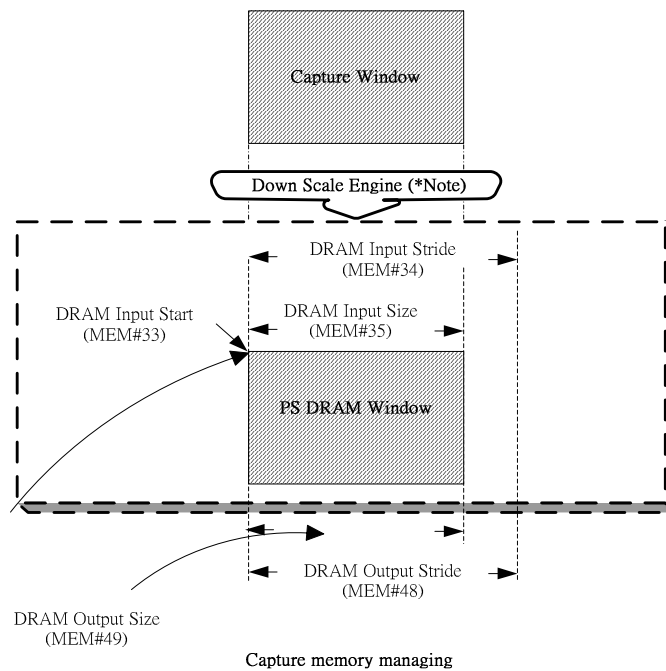 Capture Window
Down Scale Engine (*Note)
DRAM Input Stride
(MEM#34)
DRAM Input Start
(MEM#33)
DRAM Input Size
(MEM#35)
PS DRAM Window
DRAM Output Stride
(MEM#48)
DRAM Output Size
(MEM#49)
Capture memory managing